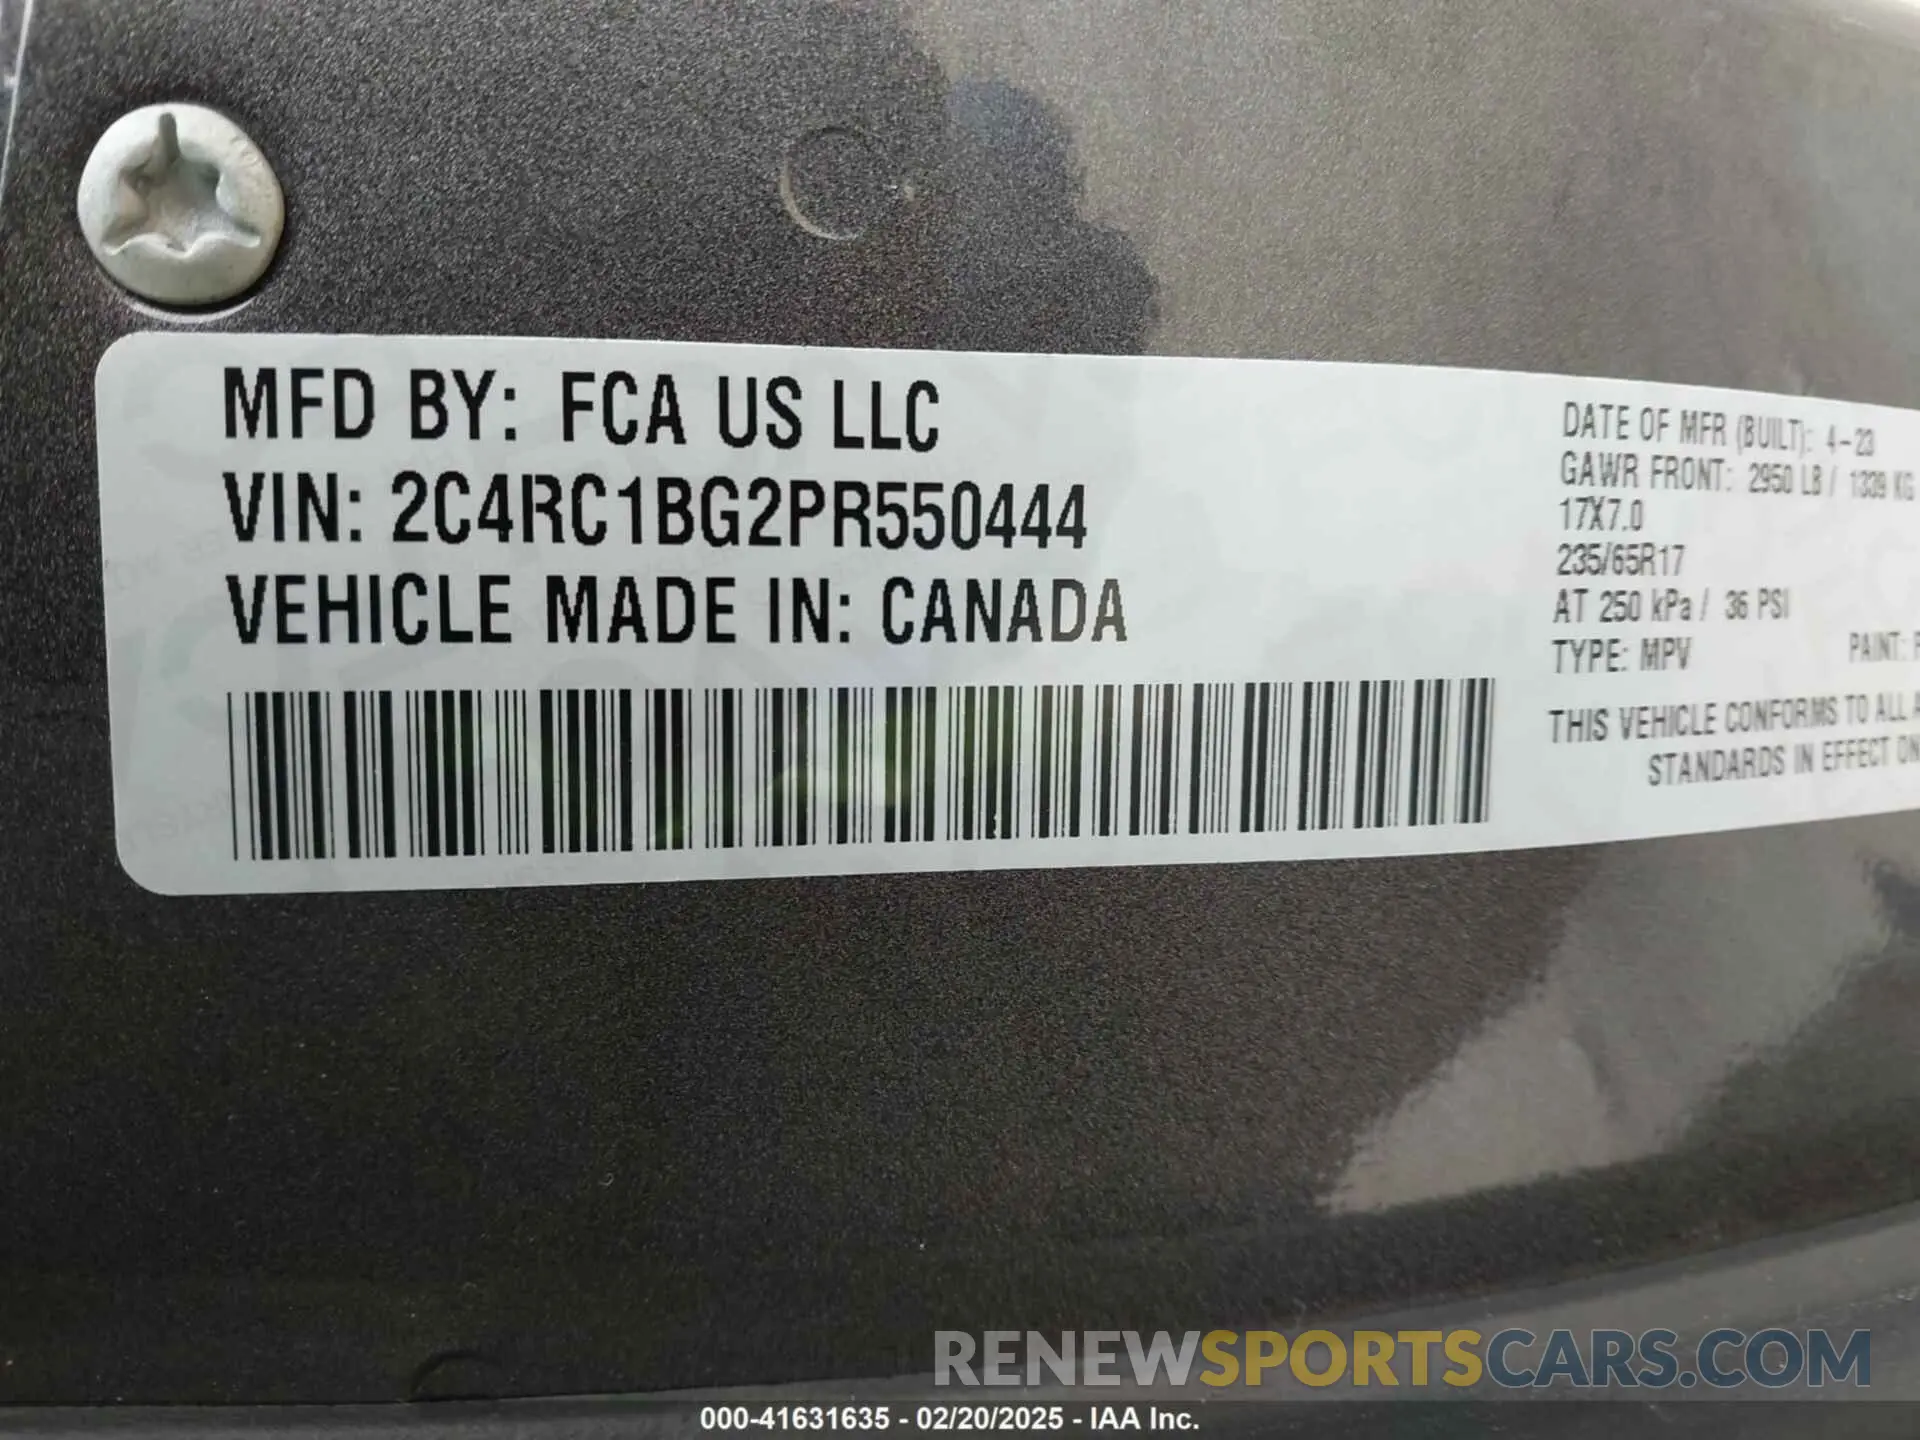 MFD BY: FCA US LLC
VIN: 2C4RC1BG2PR550444
VEHICLE MADE IN: CANADA
DATE OF MFR (BUILT): 4-23
GAWR FRONT: 2950 LB / 1339 KG
17X7.0
235/65R17
AT 250 kPa / 36 PSI
TYPE: MPV PAINT:
THIS VEHICLE CONFORMS TO ALL
STANDARDS IN EFFECT ON
RENEWSPORTSCARS.COM
000-41631635 - 02/20/2025 - IAA Inc.